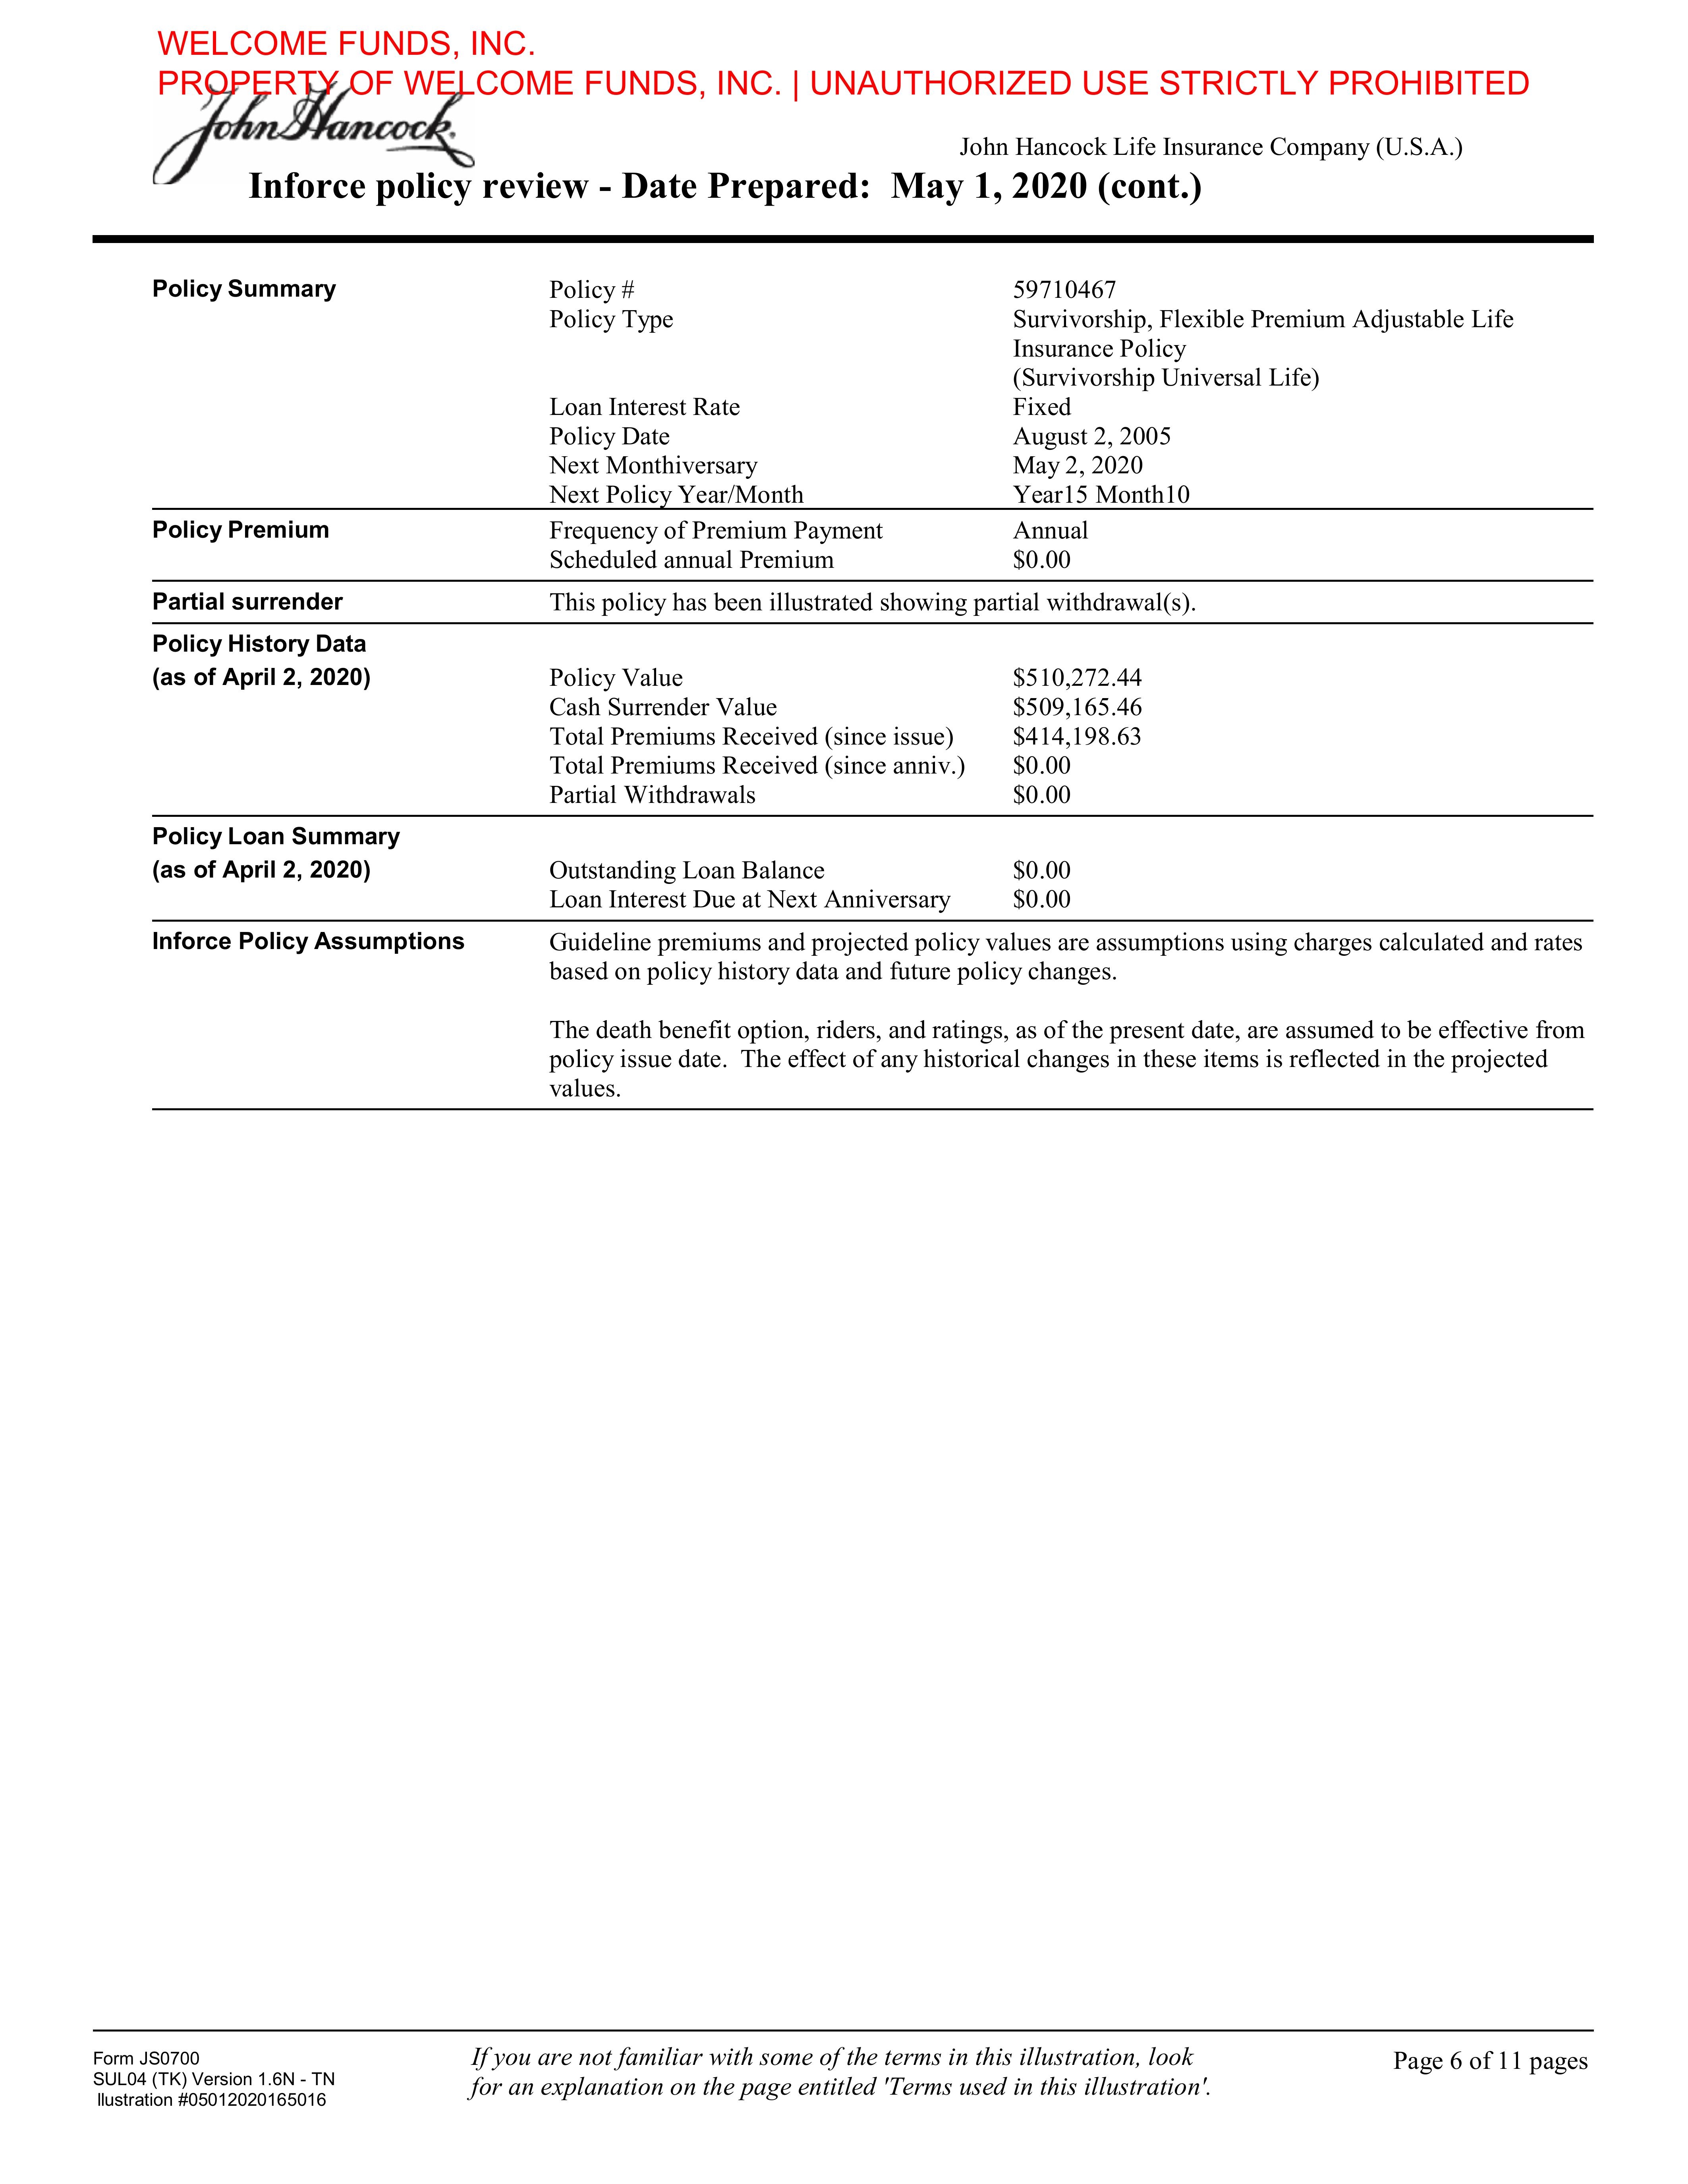 WELCOME FUNDS, INC.
PROPERTY OF WELCOME FUNDS, INC. | UNAUTHORIZED USE STRICTLY PROHIBITED
John Hancock.
John Hancock Life Insurance Company (U.S.A.)
Inforce policy review - Date Prepared: May 1, 2020 (cont.)
Policy Summary Policy # 59710467
Policy Type Survivorship, Flexible Premium Adjustable Life
Insurance Policy
(Survivorship Universal Life)
Loan Interest Rate Fixed
Policy Date August 2, 2005
Next Monthiversary May 2, 2020
Next Policy Year/Month Year15 Month10
Policy Premium Frequency of Premium Payment Annual
Scheduled annual Premium $0.00
Partial surrender This policy has been illustrated showing partial withdrawal(s).
Policy History Data
(as of April 2, 2020) Policy Value $510,272.44
Cash Surrender Value $509,165.46
Total Premiums Received (since issue) $414,198.63
Total Premiums Received (since anniv.) $0.00
Partial Withdrawals $0.00
Policy Loan Summary
(as of April 2, 2020) Outstanding Loan Balance $0.00
Loan Interest Due at Next Anniversary $0.00
Inforce Policy Assumptions Guideline premiums and projected policy values are assumptions using charges calculated and rates
based on policy history data and future policy changes.
The death benefit option, riders, and ratings, as of the present date, are assumed to be effective from
policy issue date. The effect of any historical changes in these items is reflected in the projected
values.
Form JS0700
SUL04 (TK) Version 1.6N - TN
llustration #05012020165016
If you are not familiar with some of the terms in this illustration, look
for an explanation on the page entitled 'Terms used in this illustration'.
Page 6 of 11 pages